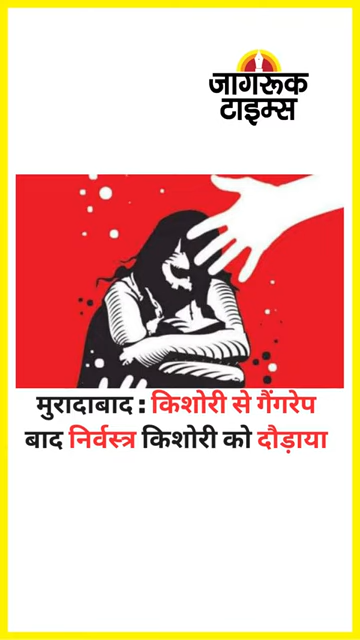 जागरूक
टाइम्स
मुरादाबाद : किशोरी से गैंगरेप
बाद निर्वस्त्र किशोरी को दौड़ाया